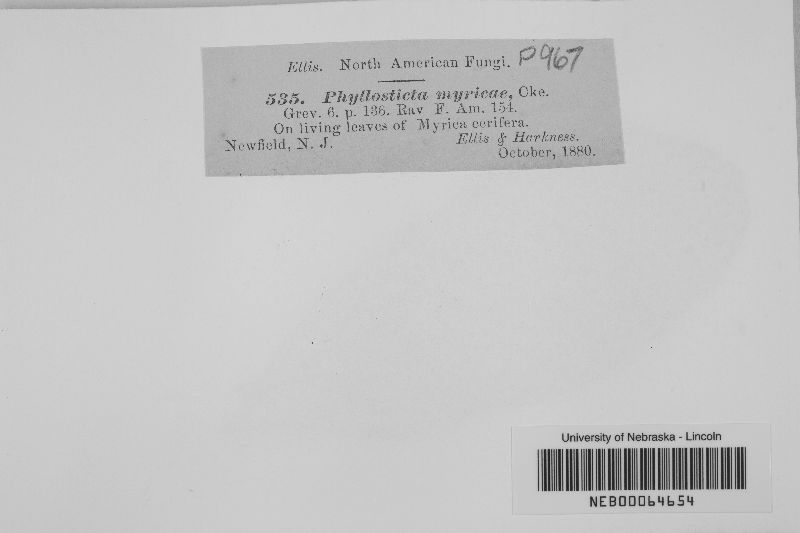 Ellis. North American Fungi. P967
535. Phyllosticta myricae, Cke.
Grev. 6. p. 136. Rav F. Am. 154.
On living leaves of Myrica cerifera.
Newfield, N. J. Ellis & Harkness.
October, 1880.
University of Nebraska - Lincoln
NEB00064654